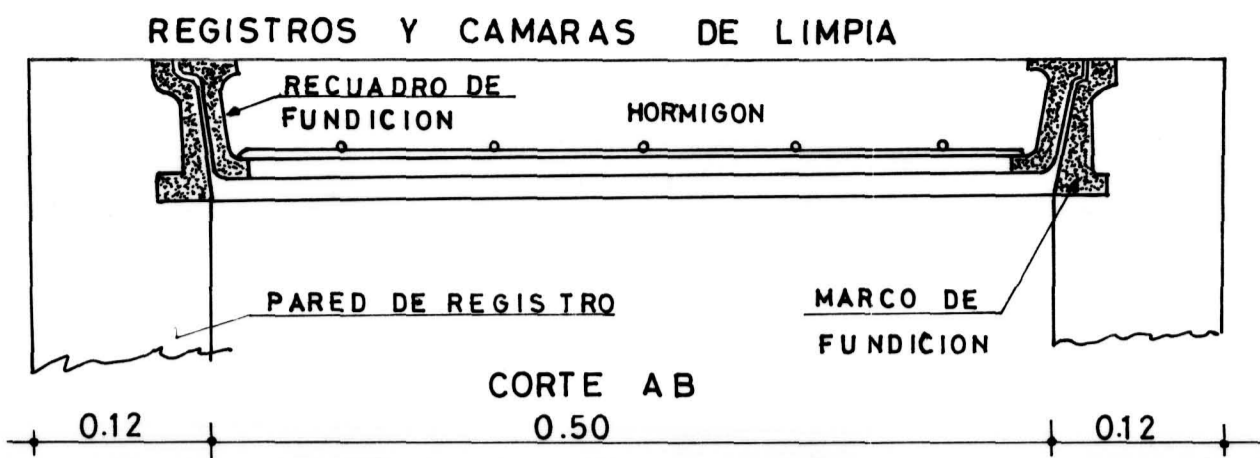 REGISTROS Y CAMARAS DE LIMPIA
RECUADRO DE
FUNDICION
HORMIGON
PARED DE REGISTRO
MARCO DE
FUNDICION
CORTE AB
0.12
0.50
0.12